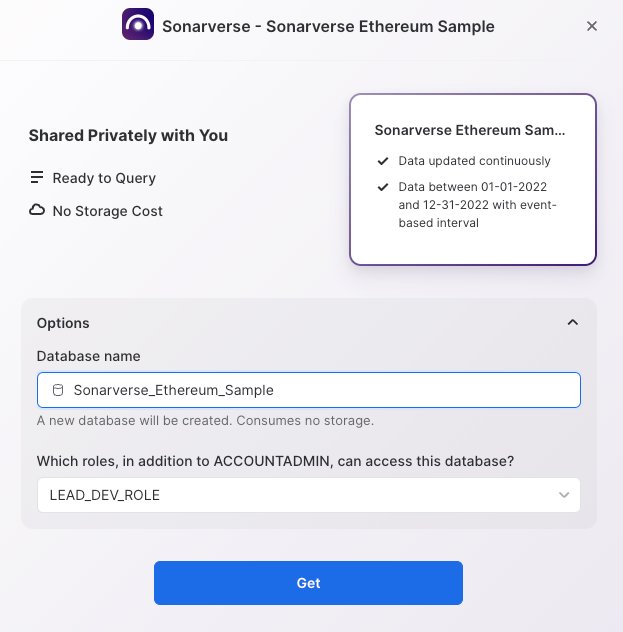 Sonarverse - Sonarverse Ethereum Sample
Shared Privately with You
Ready to Query
No Storage Cost
Sonarverse Ethereum Sam...
Data updated continuously
Data between 01-01-2022
and 12-31-2022 with event-
based interval
Options
Database name
Sonarverse_Ethereum_Sample
A new database will be created. Consumes no storage.
Which roles, in addition to ACCOUNTADMIN, can access this database?
LEAD_DEV_ROLE
Get